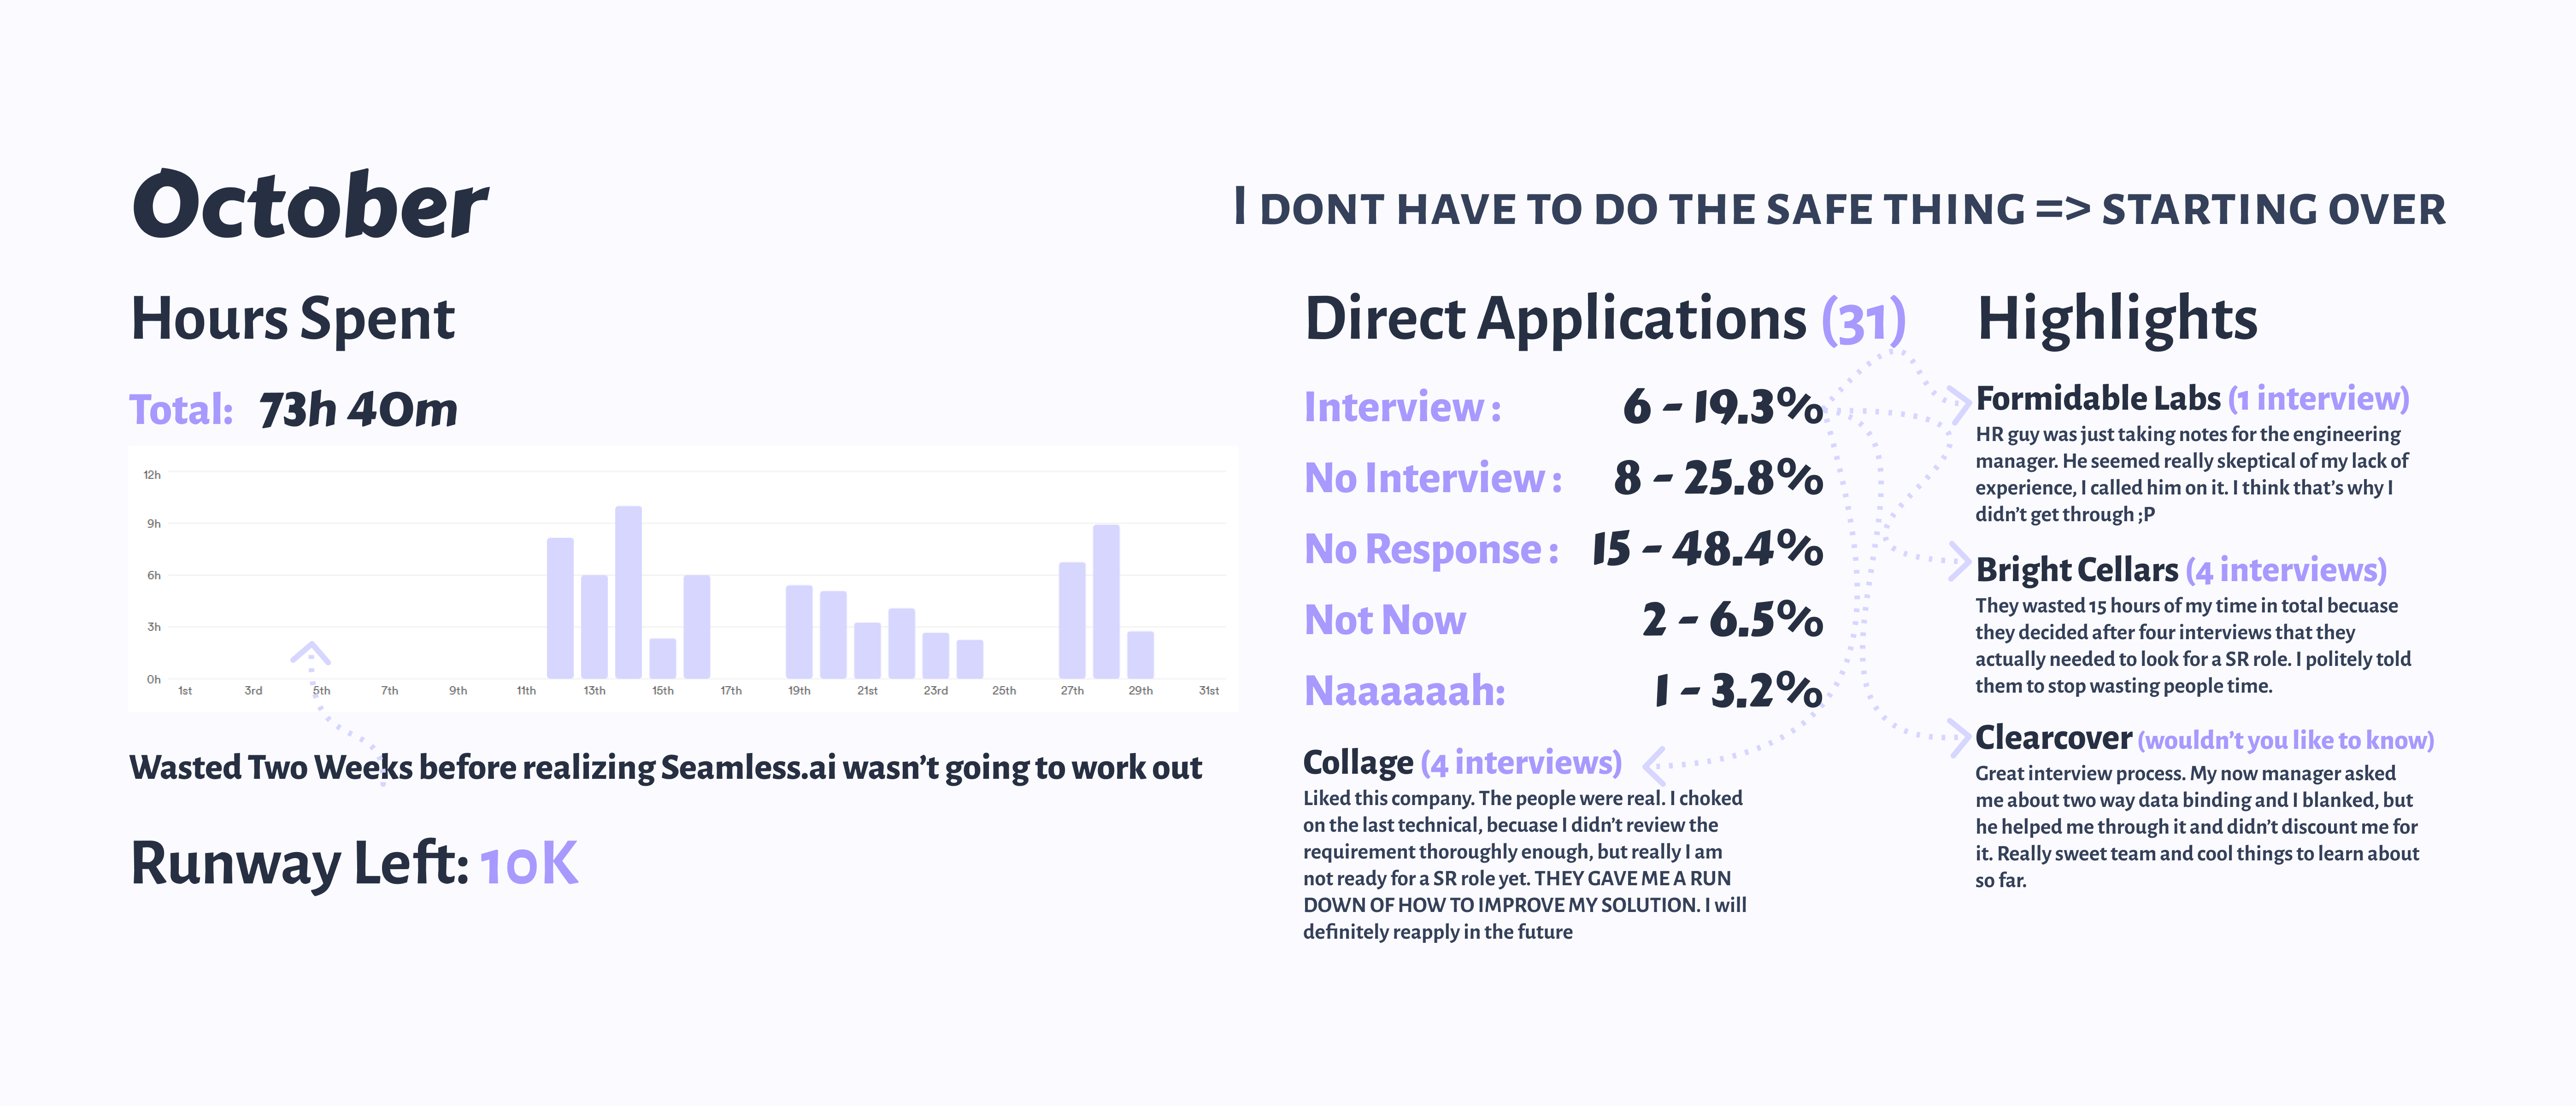 October
I DONT HAVE TO DO THE SAFE THING => STARTING OVER
Hours Spent
Total: 73h 40m
12h
9h
6h
3h
0h
1st 3rd 5th 7th 9th 11th 13th 15th 17th 19th 21st 23rd 25th 27th 29th 31st
Wasted Two Weeks before realizing Seamless.ai wasn't going to work out
Runway Left: 10K
Direct Applications (31)
Interview : 6 - 19.3%
No Interview : 8 - 25.8%
No Response : 15 - 48.4%
Not Now 2 - 6.5%
Naaaaaah: 1 - 3.2%
Collage (4 interviews)
Liked this company. The people were real. I choked
on the last technical, becuase I didn't review the
requirement thoroughly enough, but really I am
not ready for a SR role yet. THEY GAVE ME A RUN
DOWN OF HOW TO IMPROVE MY SOLUTION. I will
definitely reapply in the future
Highlights
Formidable Labs (1 interview)
HR guy was just taking notes for the engineering
manager. He seemed really skeptical of my lack of
experience, I called him on it. I think that's why I
didn't get through ;P
Bright Cellars (4 interviews)
They wasted 15 hours of my time in total becuase
they decided after four interviews that they
actually needed to look for a SR role. I politely told
them to stop wasting people time.
Clearcover (wouldn't you like to know)
Great interview process. My now manager asked
me about two way data binding and I blanked, but
he helped me through it and didn't discount me for
it. Really sweet team and cool things to learn about
so far.